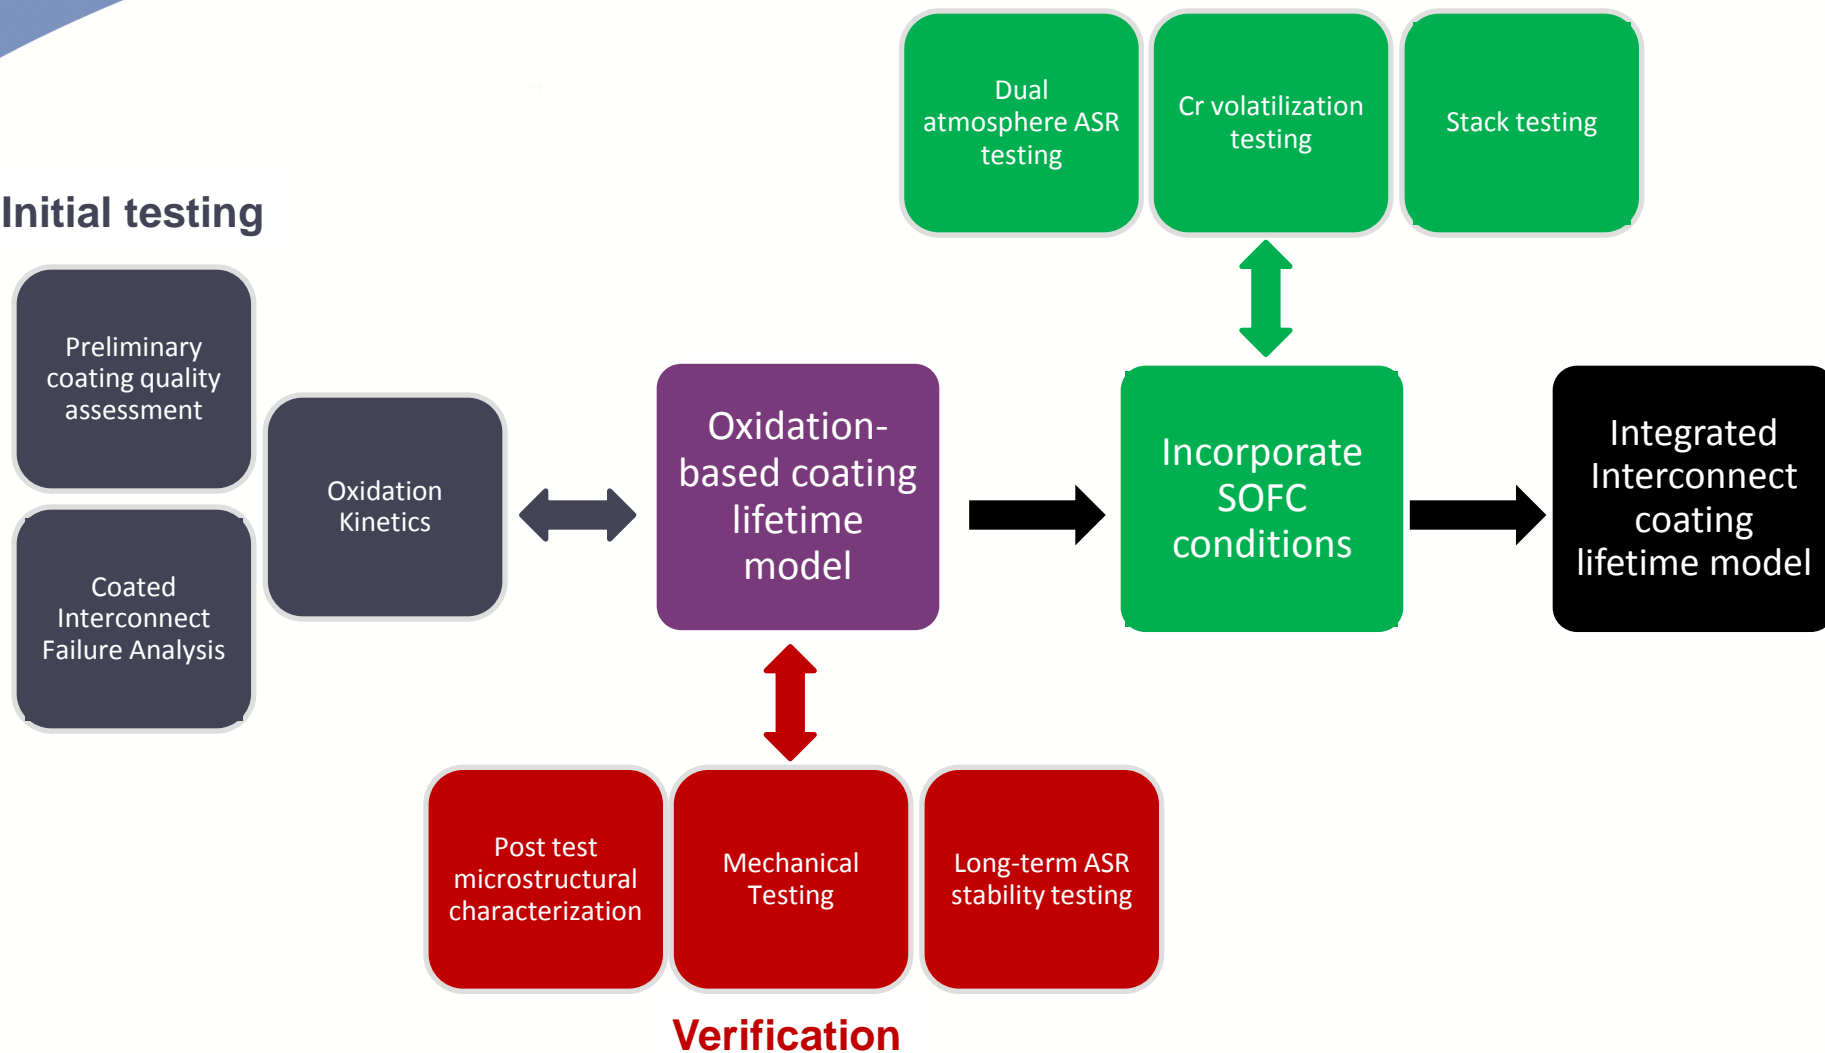 Dual
atmosphere ASR
testing
Cr volatilization
testing
Stack testing
Initial testing
Preliminary
coating quality
assessment
Coated
Interconnect
Failure Analysis
Oxidation
Kinetics
Oxidation-
based coating
lifetime
model
Incorporate
SOFC
conditions
Integrated
Interconnect
coating
lifetime model
Post test
microstructural
characterization
Mechanical
Testing
Long-term ASR
stability testing
Verification